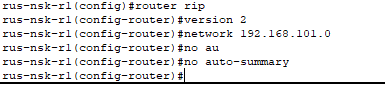 rus-nsk-r1(config)#router rip
rus-nsk-r1(config-router)#version 2
rus-nsk-r1(config-router)#network 192.168.101.0
rus-nsk-r1(config-router)#no au
rus-nsk-r1(config-router)#no auto-summary
rus-nsk-r1(config-router)#